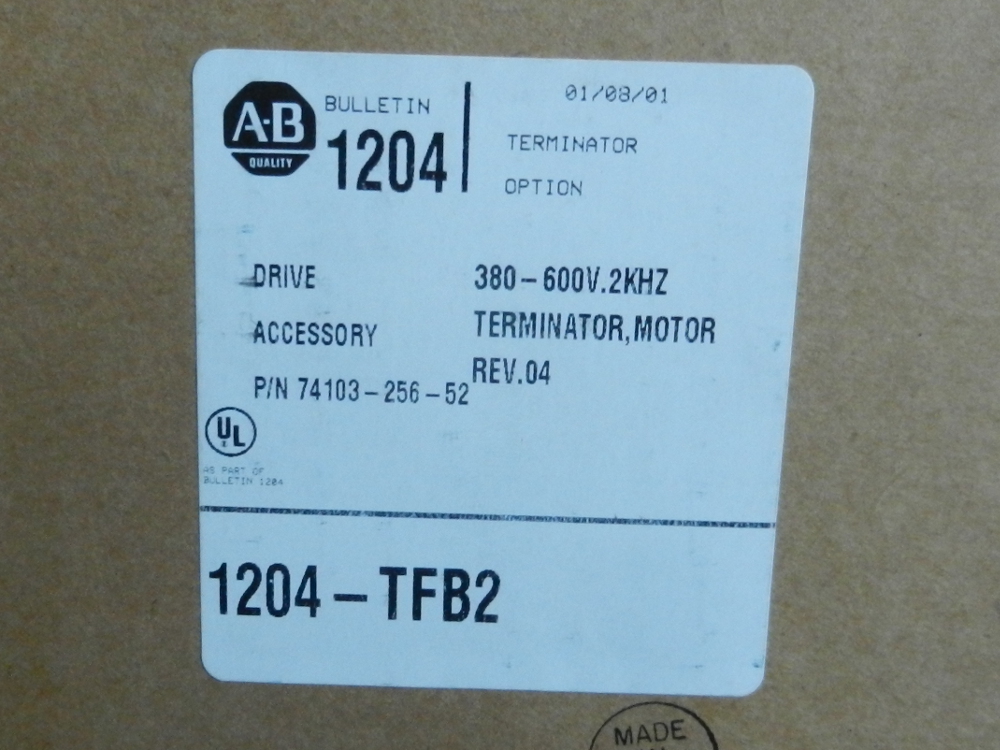 A-B
QUALITY
BULLETIN
1204
01/08/01
TERMINATOR
OPTION
DRIVE
380-600V.2KHZ
ACCESSORY
TERMINATOR,MOTOR
P/N 74103-256-52
REV.04
UL
AS PART OF
BULLETIN 1204
1204-TFB2
MADE